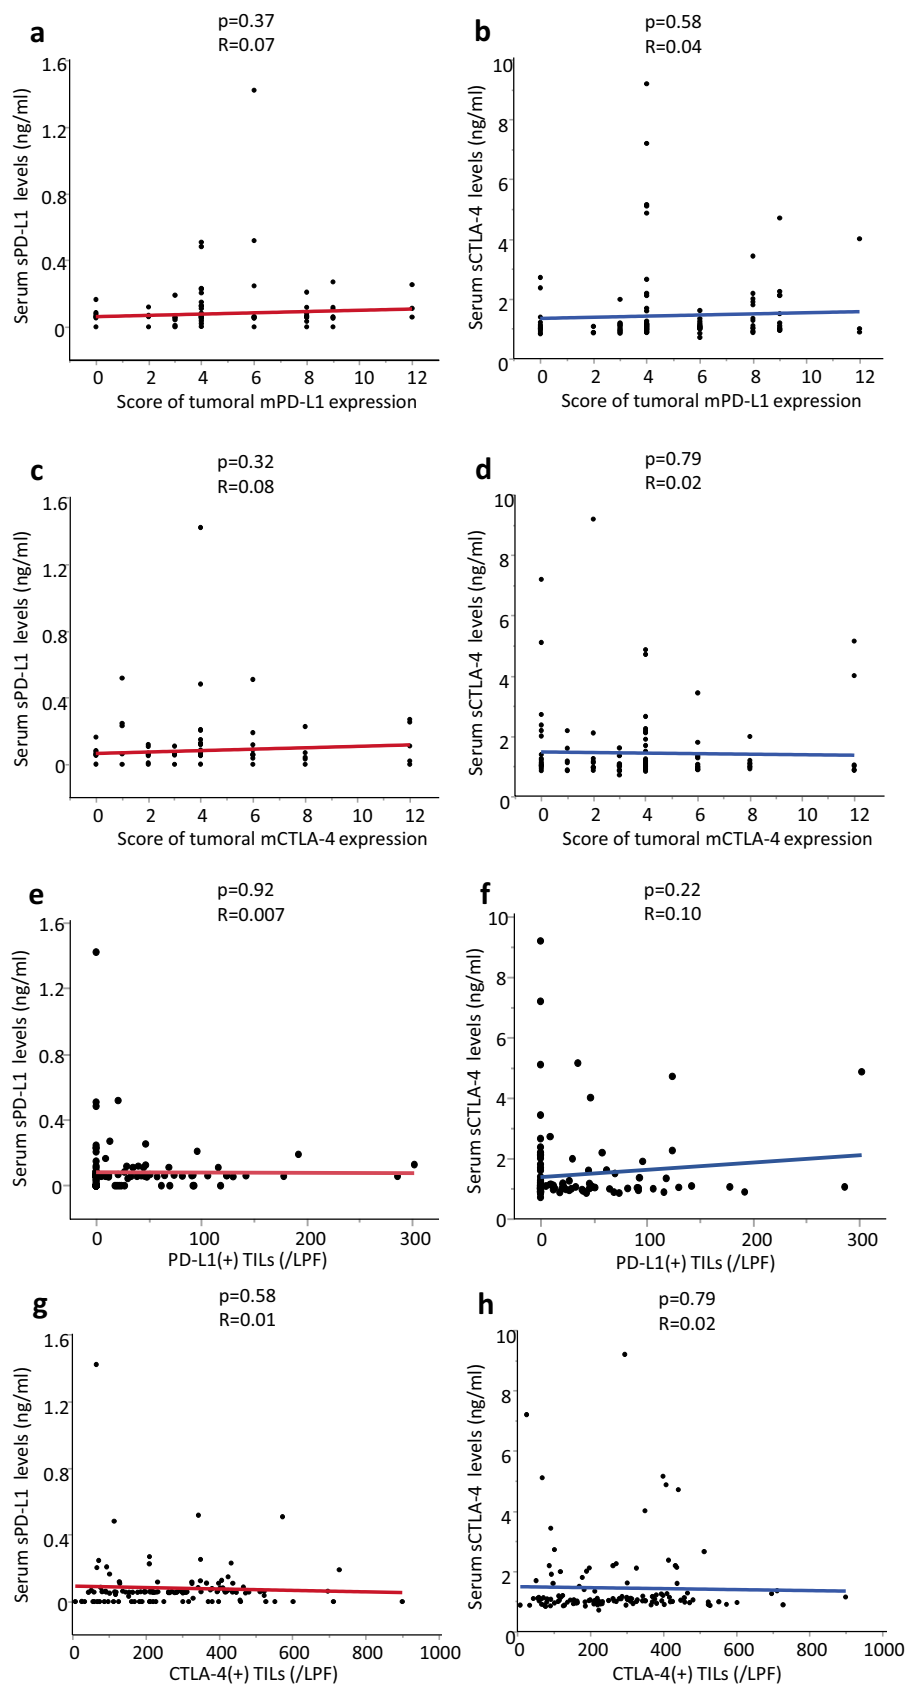 a
p=0.37
R=0.07
Serum sPD-L1 levels (ng/ml)
1.6
1.2
0.8
0.4
0
0 2 4 6 8 10 12
Score of tumoral mPD-L1 expression
b
p=0.58
R=0.04
Serum sCTLA-4 levels (ng/ml)
10
8
6
4
2
0
0 2 4 6 8 10 12
Score of tumoral mPD-L1 expression
c
p=0.32
R=0.08
Serum sPD-L1 levels (ng/ml)
1.6
1.2
0.8
0.4
0
0 2 4 6 8 10 12
Score of tumoral mCTLA-4 expression
d
p=0.79
R=0.02
Serum sCTLA-4 levels (ng/ml)
10
8
6
4
2
0
0 2 4 6 8 10 12
Score of tumoral mCTLA-4 expression
e
p=0.92
R=0.007
Serum sPD-L1 levels (ng/ml)
1.6
1.2
0.8
0.4
0
0 100 200 300
PD-L1(+) TILs (/LPF)
f
p=0.22
R=0.10
Serum sCTLA-4 levels (ng/ml)
10
8
6
4
2
0
0 100 200 300
PD-L1(+) TILs (/LPF)
g
p=0.58
R=0.01
Serum sPD-L1 levels (ng/ml)
1.6
1.2
0.8
0.4
0
0 200 400 600 800 1000
CTLA-4(+) TILs (/LPF)
h
p=0.79
R=0.02
Serum sCTLA-4 levels (ng/ml)
10
8
6
4
2
0
0 200 400 600 800 1000
CTLA-4(+) TILs (/LPF)